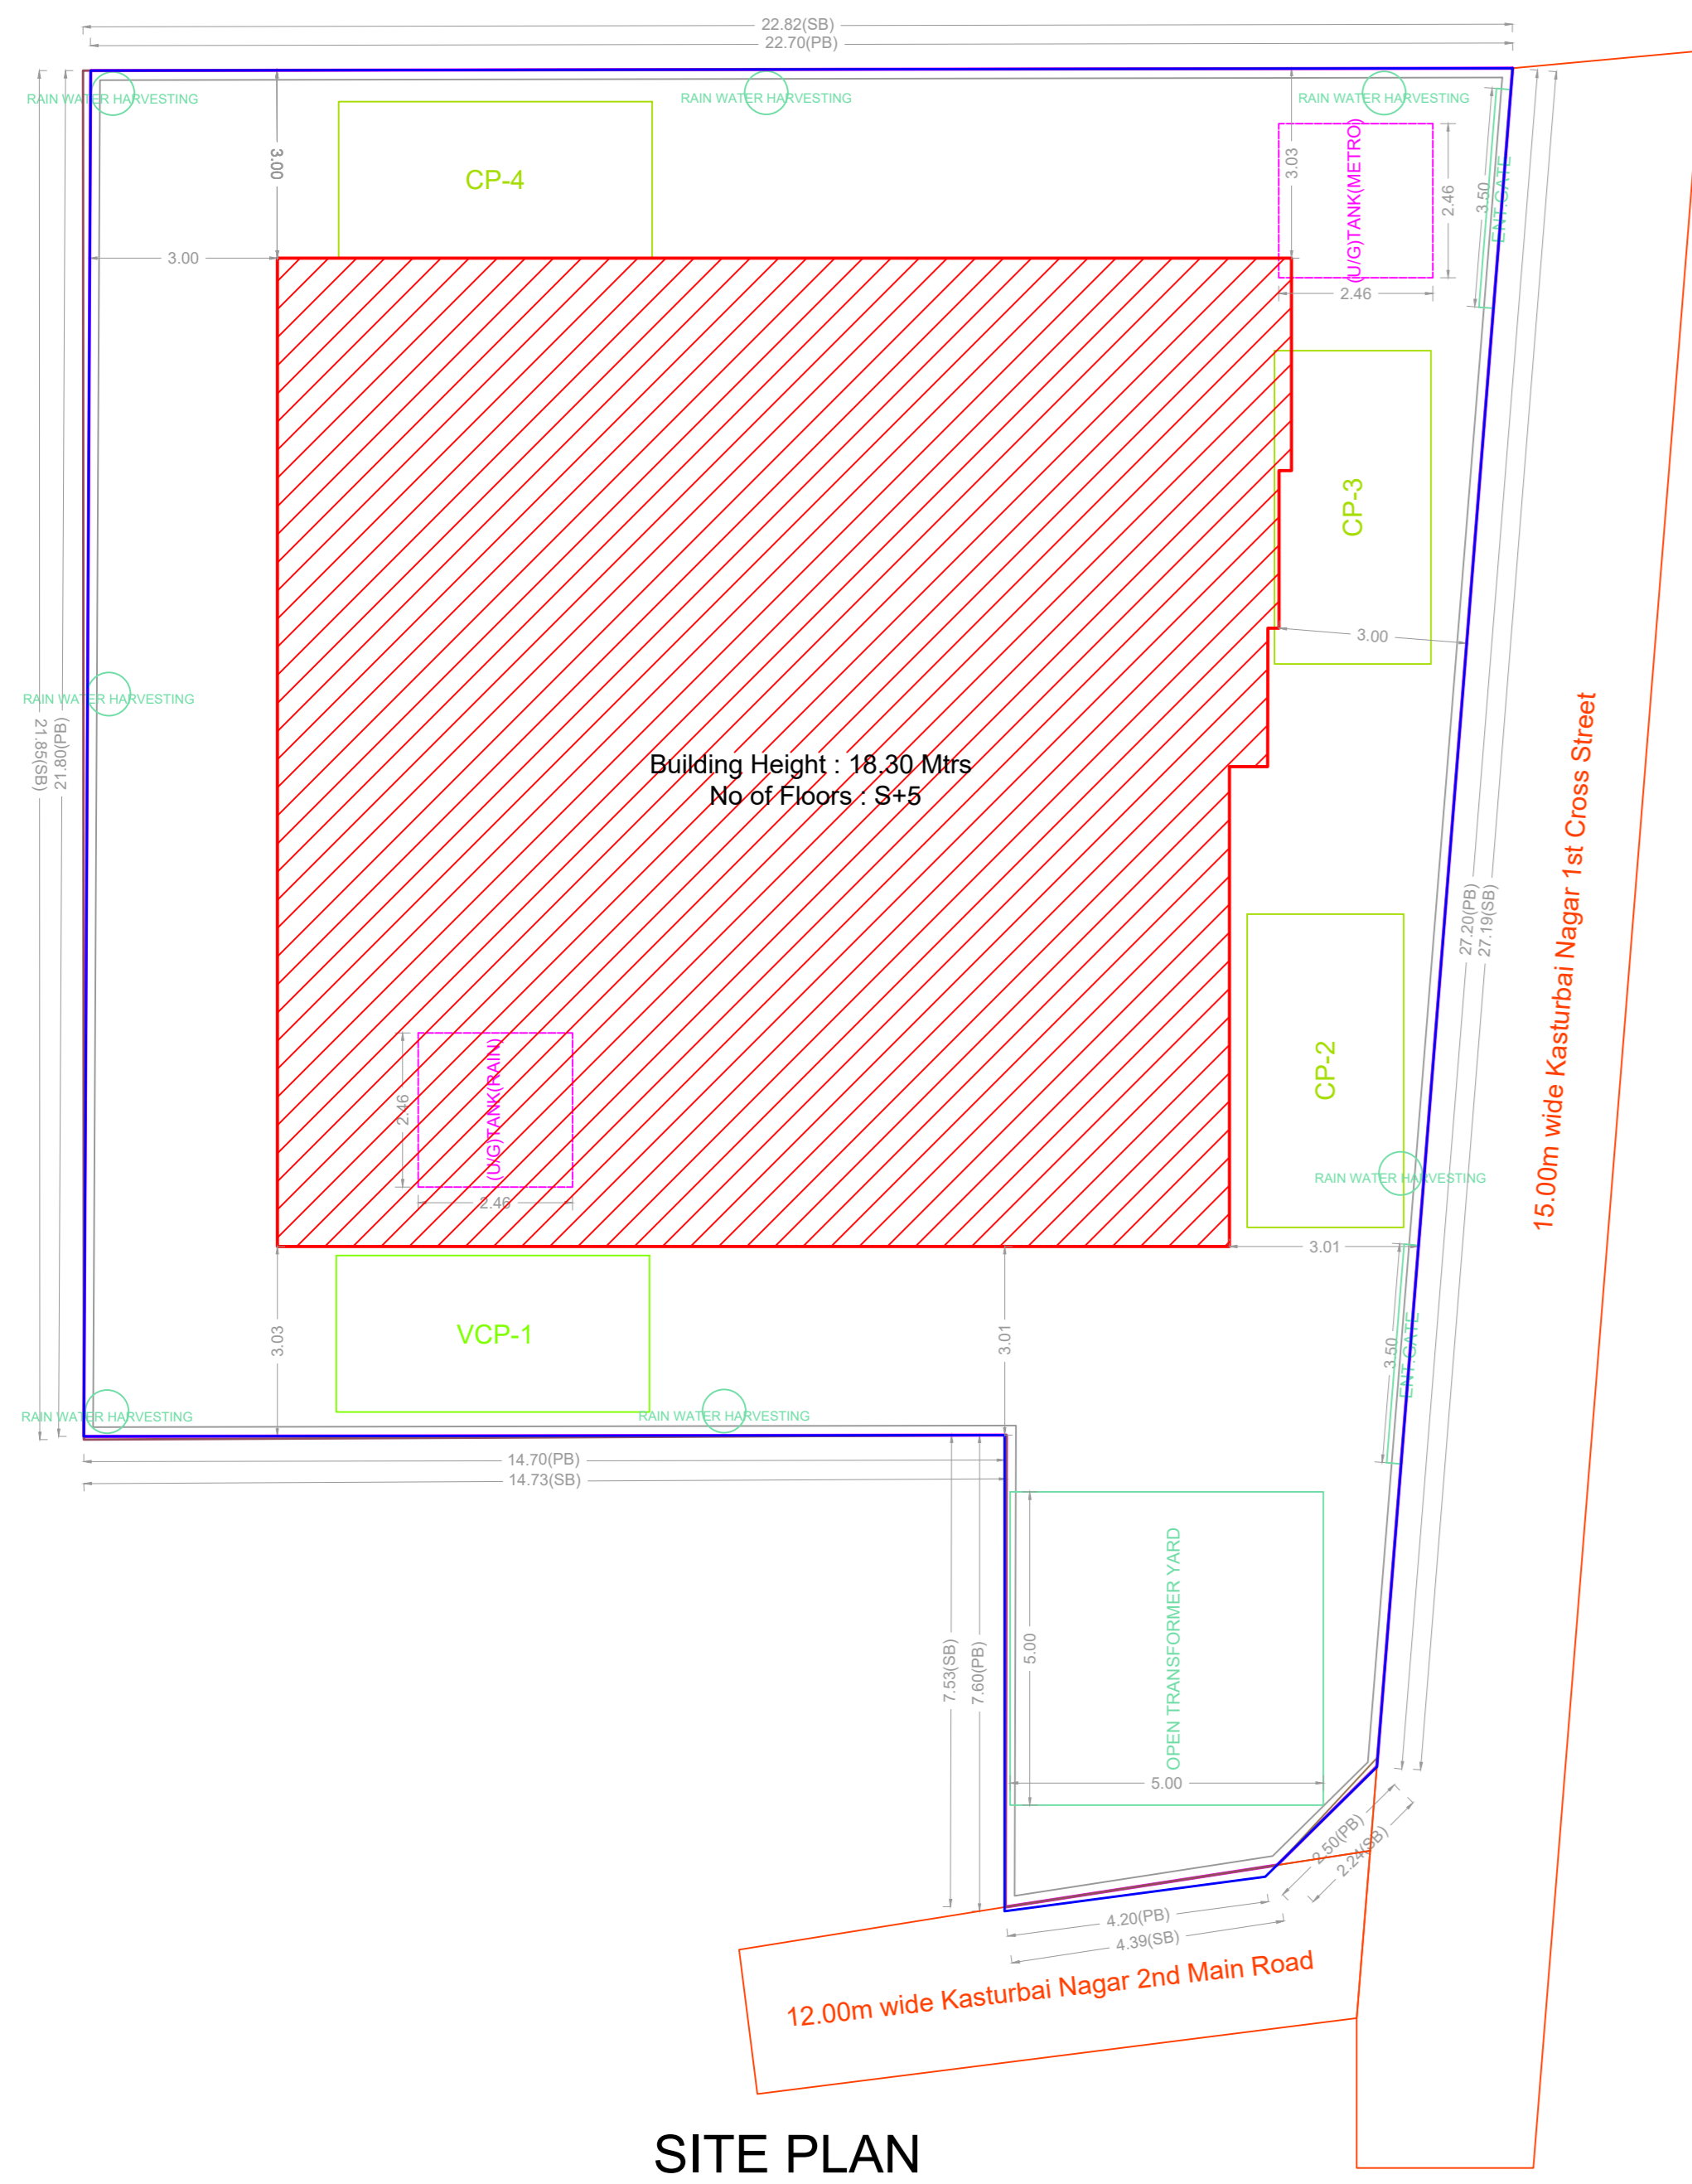 22.82(SB)
22.70(PB)
RAIN WATER HARVESTING
RAIN WATER HARVESTING
RAIN WATER HARVESTING
CP-4
3.00
3.00
3.03
(U/G)TANK(METRO)
2.46
2.46
3.50
ENT.GATE
CP-3
3.00
RAIN WATER HARVESTING
21.85(SB)
21.80(PB)
Building Height : 18.30 Mtrs
No of Floors : S+5
15.00m wide Kasturbai Nagar 1st Cross Street
27.20(PB)
27.19(SB)
CP-2
2.46
(U/G)TANK(RAIN)
2.46
RAIN WATER HARVESTING
3.01
3.03
VCP-1
3.01
3.50
ENT.GATE
RAIN WATER HARVESTING
RAIN WATER HARVESTING
14.70(PB)
14.73(SB)
7.53(SB)
7.60(PB)
5.00
OPEN TRANSFORMER YARD
5.00
2.50(PB)
2.24(SB)
4.20(PB)
4.39(SB)
12.00m wide Kasturbai Nagar 2nd Main Road
SITE PLAN